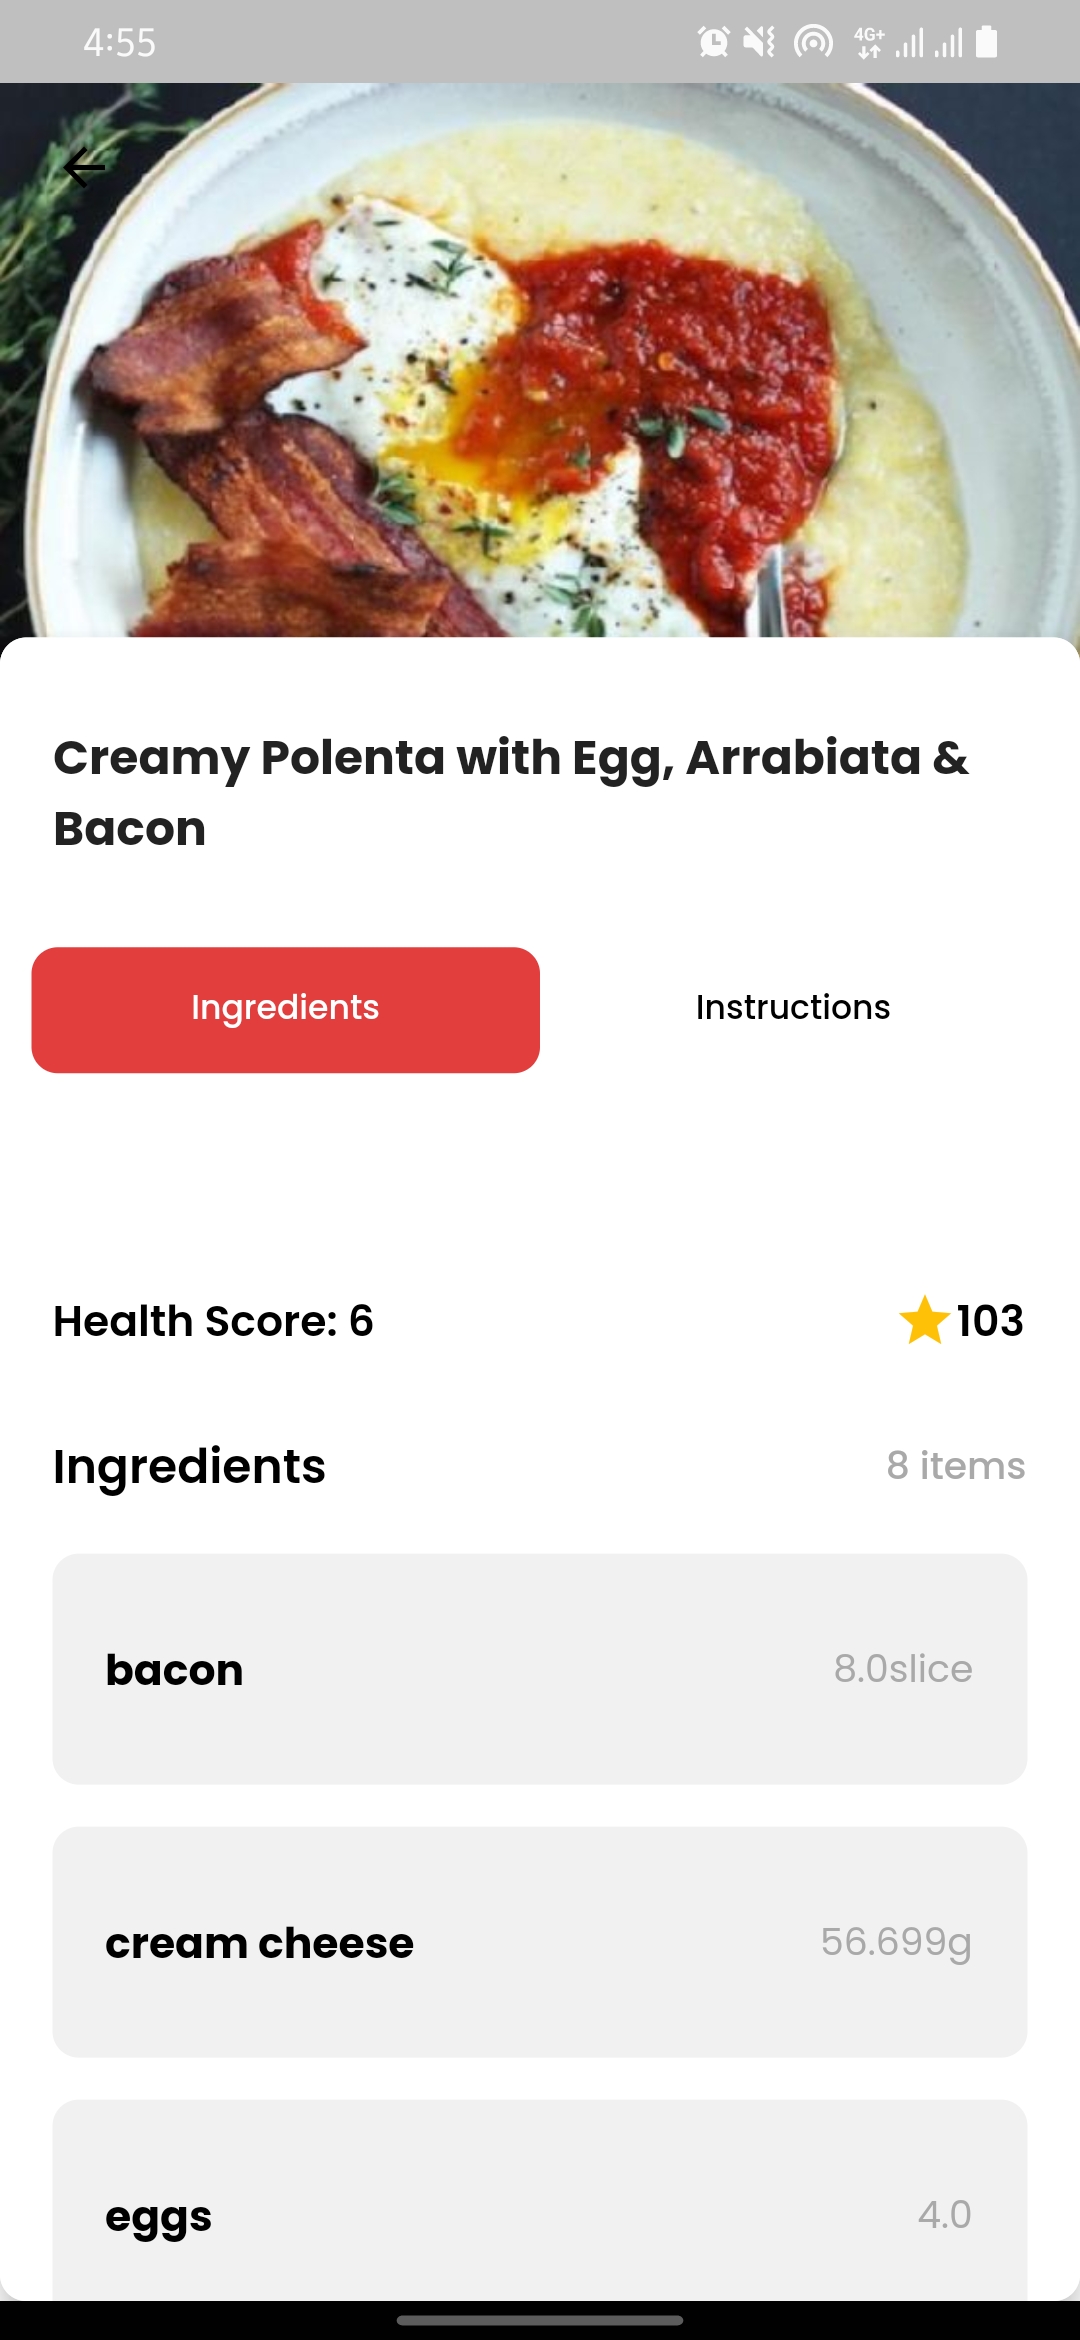 4:55
4G+
Creamy Polenta with Egg, Arrabiata &
Bacon
Ingredients
Instructions
Health Score: 6
103
Ingredients
8 items
bacon
8.0slice
cream cheese
56.699g
eggs
4.0